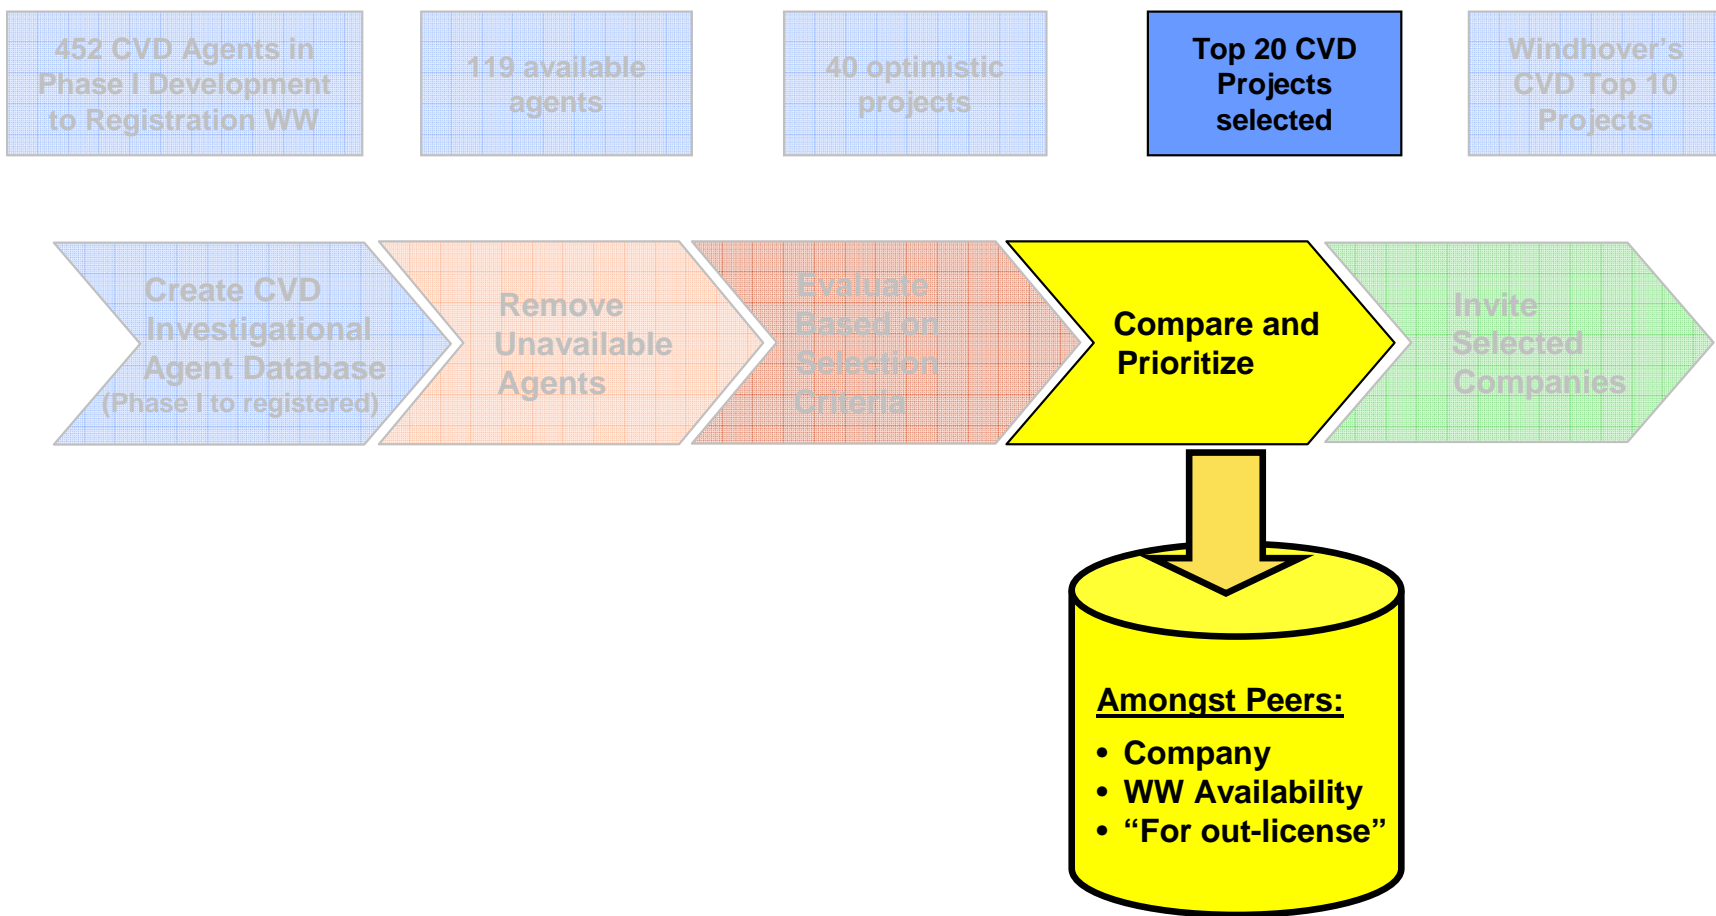 452 CVD Agents in
Phase I Development
to Registration WW
119 available
agents
40 optimistic
projects
Top 20 CVD
Projects
selected
Windhover’s
CVD Top 10
Projects
Create CVD
Investigational
Agent Database
(Phase I to registered)
Remove
Unavailable
Agents
Evaluate
Based on
Selection
Criteria
Compare and
Prioritize
Invite
Selected
Companies
Amongst Peers:
• Company
• WW Availability
• “For out-license”